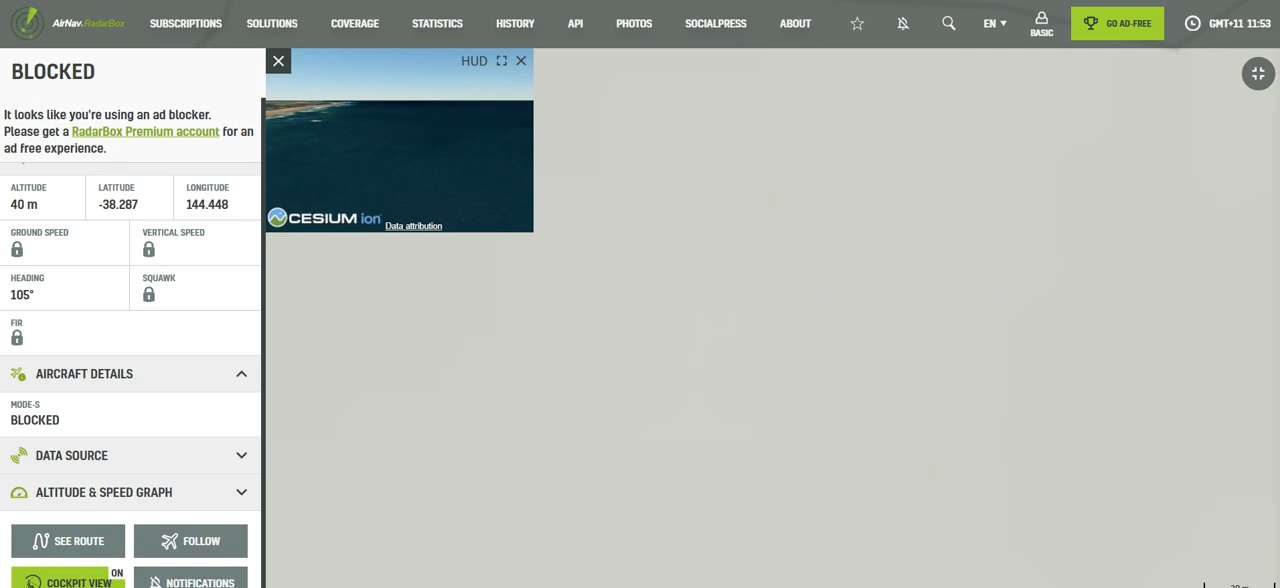 AirNav.RadarBox SUBSCRIPTIONS SOLUTIONS COVERAGE STATISTICS HISTORY API PHOTOS SOCIALPRESS ABOUT EN BASIC GO AD-FREE GMT+11 11:53
BLOCKED
HUD
It looks like you're using an ad blocker.
Please get a RadarBox Premium account for an
ad free experience.
ALTITUDE LATITUDE LONGITUDE
40 m -38.287 144.448
CESIUM ion Data attribution
GROUND SPEED VERTICAL SPEED
HEADING SQUAWK
105°
FIR
AIRCRAFT DETAILS
MODE-S
BLOCKED
DATA SOURCE
ALTITUDE & SPEED GRAPH
SEE ROUTE FOLLOW
COCKPIT VIEW ON NOTIFICATIONS